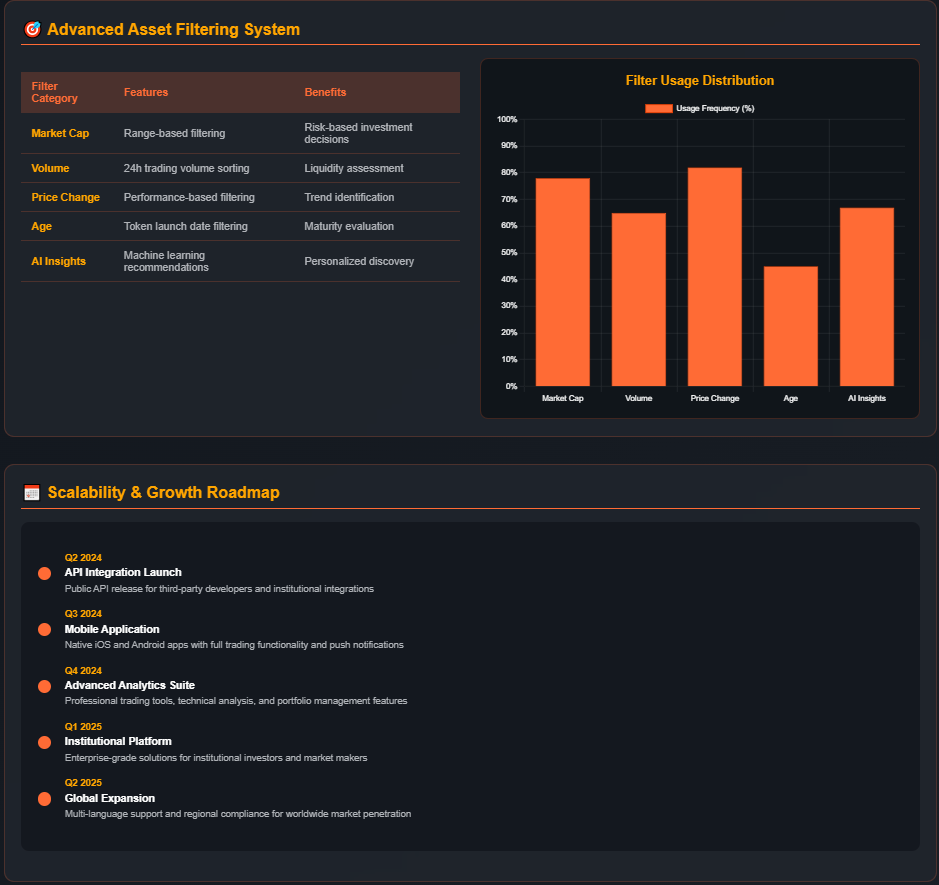 🎯 Advanced Asset Filtering System
Filter
Category
Features
Benefits
Market Cap
Range-based filtering
Risk-based investment
decisions
Volume
24h trading volume sorting
Liquidity assessment
Price Change
Performance-based filtering
Trend identification
Age
Token launch date filtering
Maturity evaluation
AI Insights
Machine learning
recommendations
Personalized discovery
Filter Usage Distribution
Usage Frequency (%)
100%
90%
80%
70%
60%
50%
40%
30%
20%
10%
0%
Market Cap
Volume
Price Change
Age
AI Insights
Scalability & Growth Roadmap
Q2 2024
API Integration Launch
Public API release for third-party developers and institutional integrations
Q3 2024
Mobile Application
Native iOS and Android apps with full trading functionality and push notifications
Q4 2024
Advanced Analytics Suite
Professional trading tools, technical analysis, and portfolio management features
Q1 2025
Institutional Platform
Enterprise-grade solutions for institutional investors and market makers
Q2 2025
Global Expansion
Multi-language support and regional compliance for worldwide market penetration